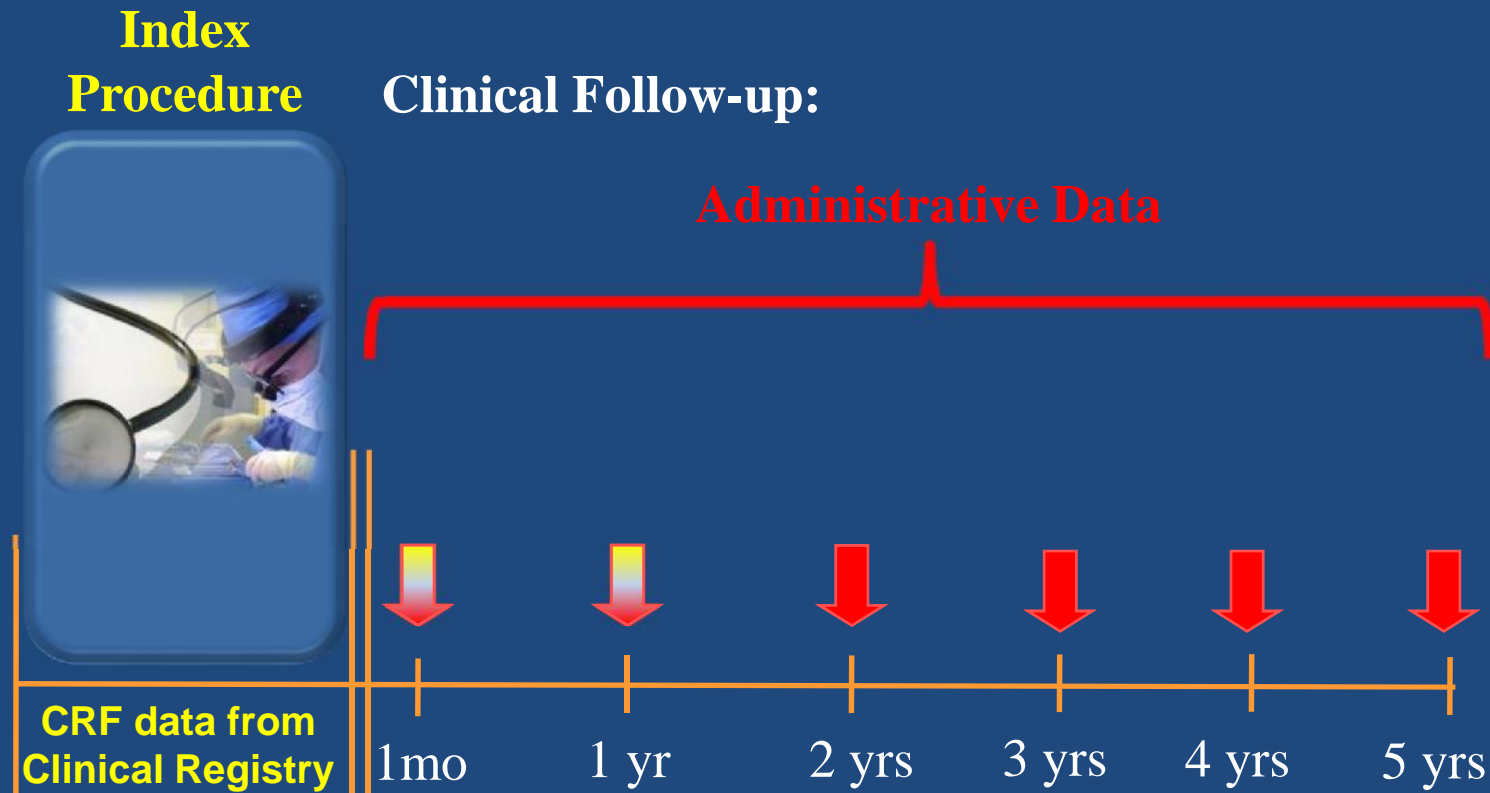 Index
Procedure
Clinical Follow-up:
Administrative Data
CRF data from
Clinical Registry
1mo
1 yr
2 yrs
3 yrs
4 yrs
5 yrs